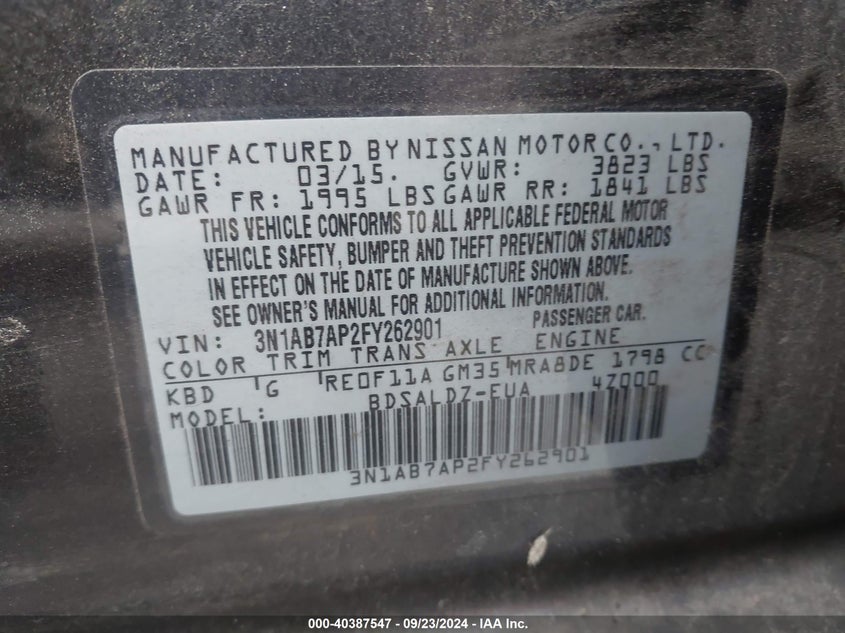 MANUFACTURED BY NISSAN MOTOR CO., LTD.
DATE: 03/15. GVWR: 3823 LBS
GAWR FR: 1995 LBS GAWR RR: 1841 LBS
THIS VEHICLE CONFORMS TO ALL APPLICABLE FEDERAL MOTOR
VEHICLE SAFETY, BUMPER AND THEFT PREVENTION STANDARDS
IN EFFECT ON THE DATE OF MANUFACTURE SHOWN ABOVE.
SEE OWNER'S MANUAL FOR ADDITIONAL INFORMATION.
VIN: 3N1AB7AP2FY262901 PASSENGER CAR.
COLOR TRIM TRANS AXLE ENGINE
KBD G RE0F11A GM35 MRA8DE 1798 CC
MODEL: BDSALDZ-EUA 4Z000
3N1AB7AP2FY262901
000-40387547 - 09/23/2024 - IAA Inc.